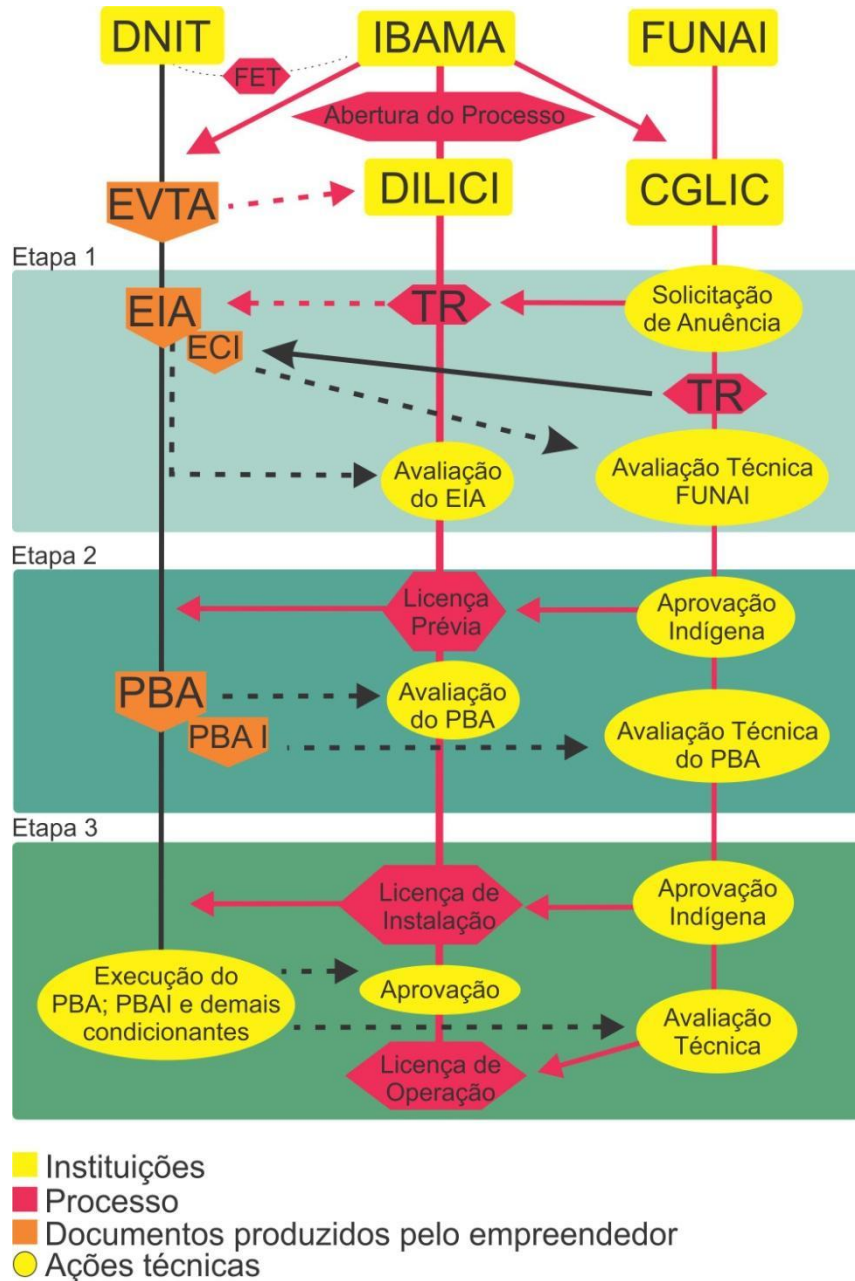 DNIT
IBAMA
FUNAI
FET
Abertura do Processo
EVTA
DILICI
CGLIC
Etapa 1
EIA
ECI
TR
Solicitação
de Anuência
TR
Avaliação
do EIA
Avaliação Técnica
FUNAI
Etapa 2
Licença
Prévia
Aprovação
Indígena
PBA
PBA I
Avaliação
do PBA
Avaliação Técnica
do PBA
Etapa 3
Licença de
Instalação
Aprovação
Indígena
Execução do
PBA; PBAI e demais
condicionantes
Aprovação
Avaliação
Técnica
Licença de
Operação
Instituições
Processo
Documentos produzidos pelo empreendedor
Ações técnicas